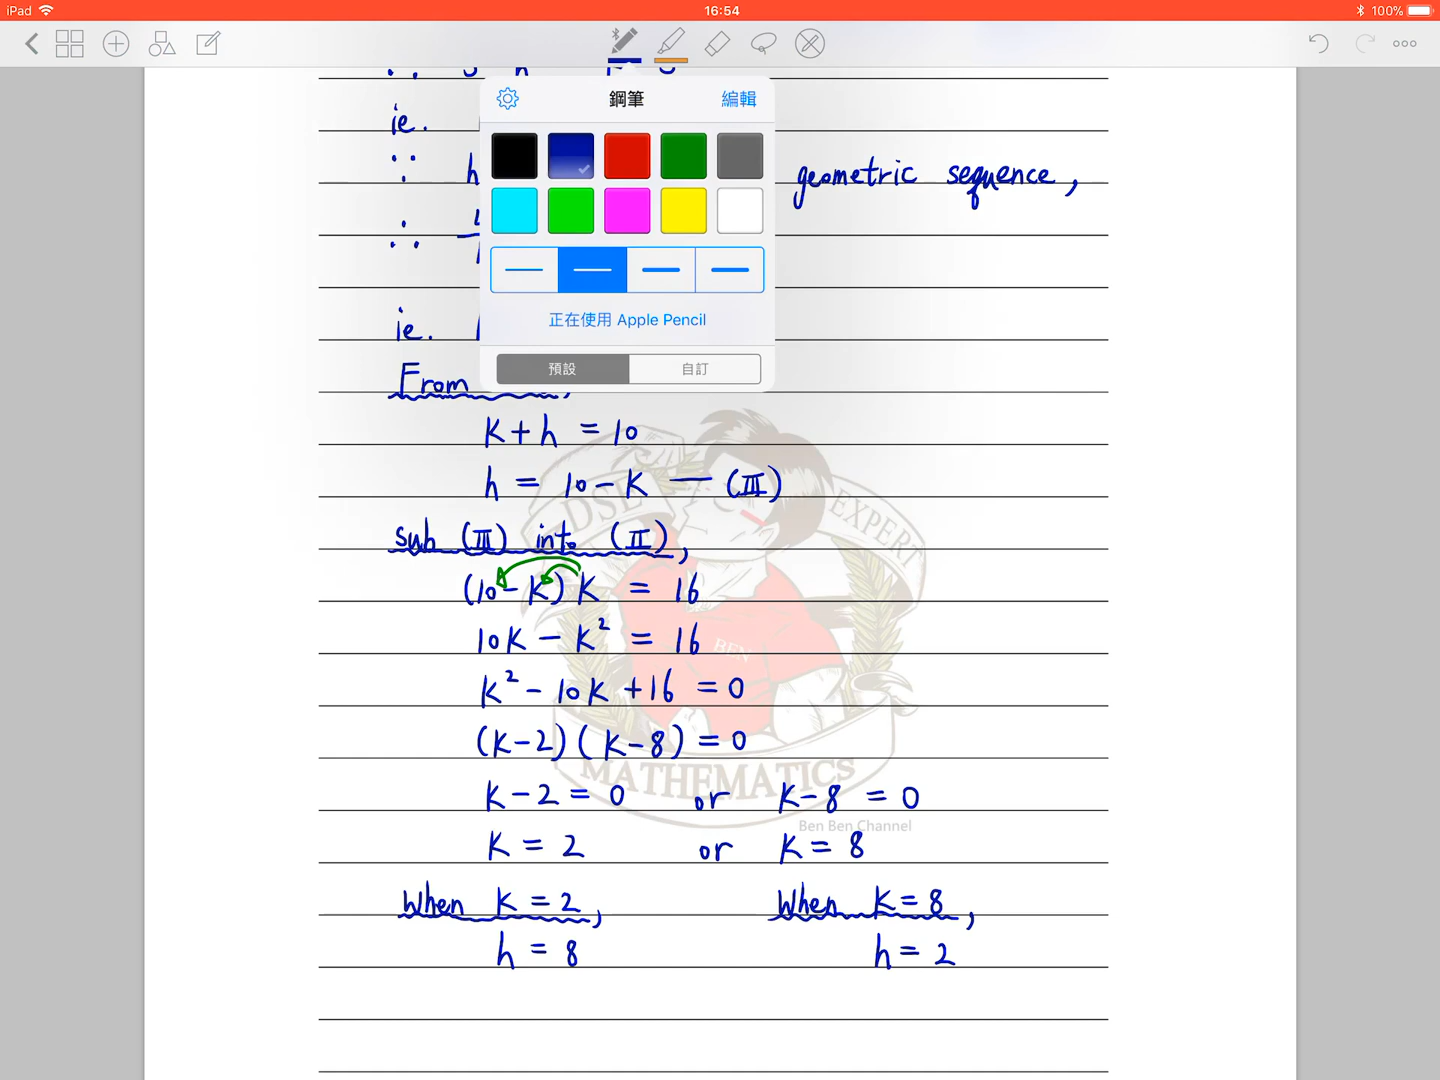 iPad 16:54 100%
鋼筆 編輯
ie.
∵ h geometric sequence,
∴
正在使用 Apple Pencil
ie.
預設 自訂
From ,
K + h = 10
h = 10 - K — (III)
sub (III) into (II),
(10 - K) K = 16
10K - K² = 16
K² - 10K + 16 = 0
(K - 2)(K - 8) = 0
K - 2 = 0 or K - 8 = 0
K = 2 or K = 8
When K = 2, When K = 8,
h = 8 h = 2
DSE EXPERT
BEN
MATHEMATICS
Ben Ben Channel